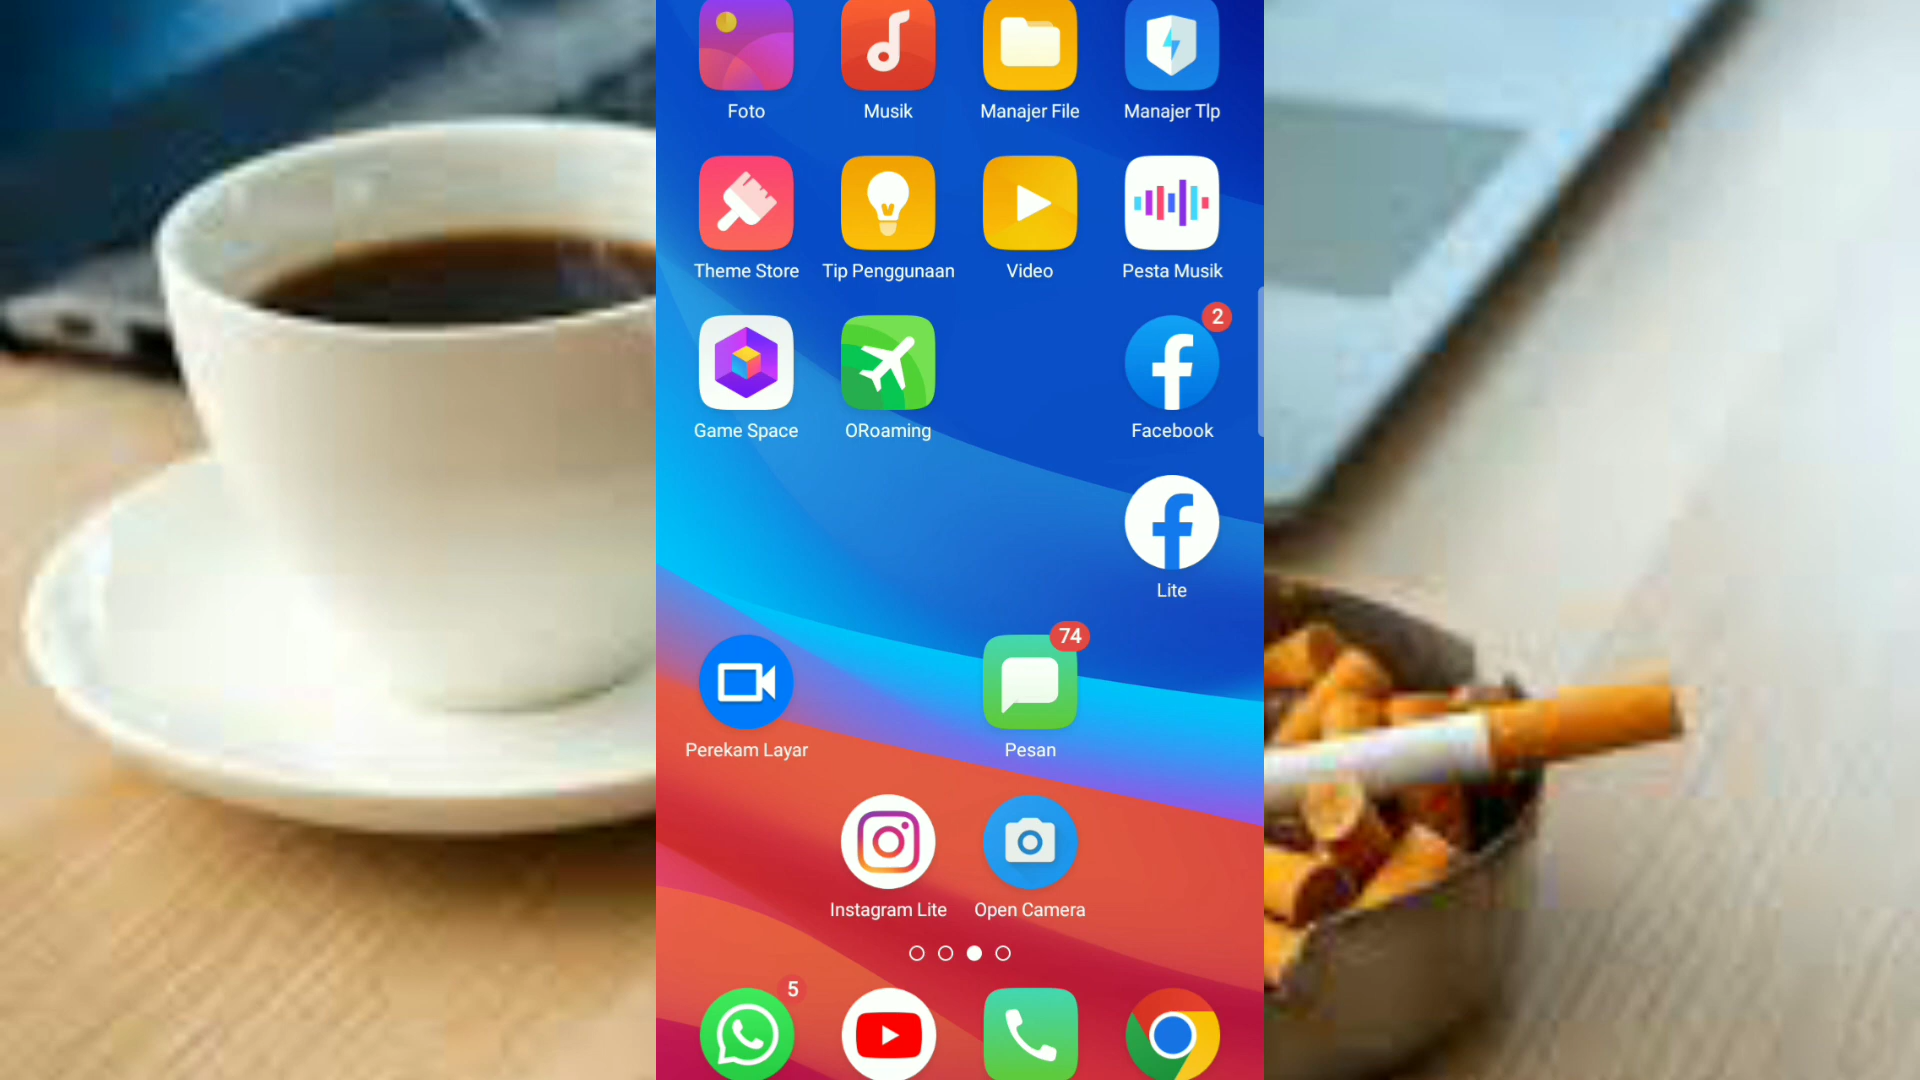 Foto Musik Manajer File Manajer Tlp
Theme Store Tip Penggunaan Video Pesta Musik
2
Game Space ORoaming Facebook
Lite
74
Perekam Layar Pesan
Instagram Lite Open Camera
5